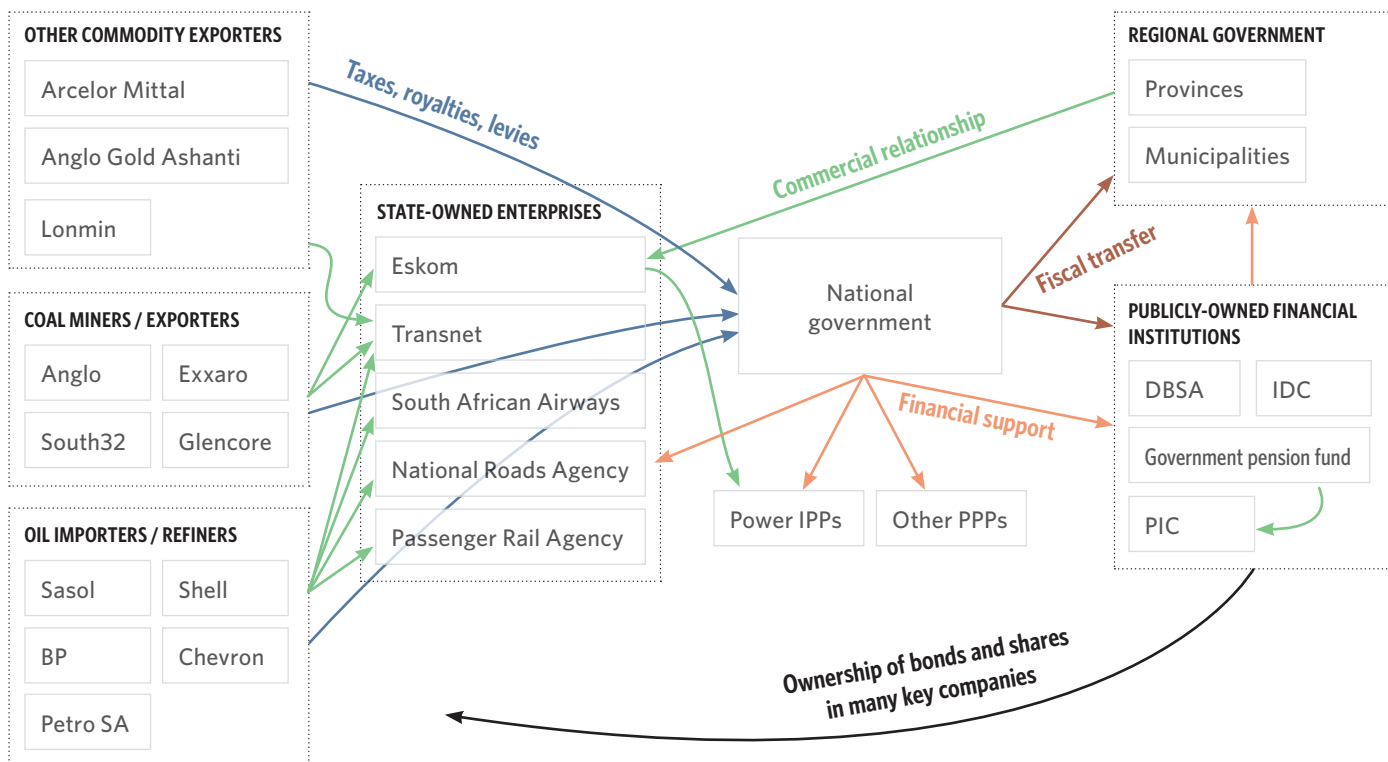 OTHER COMMODITY EXPORTERS
Arcelor Mittal
Anglo Gold Ashanti
Lonmin
COAL MINERS / EXPORTERS
Anglo
Exxaro
South32
Glencore
OIL IMPORTERS / REFINERS
Sasol
Shell
BP
Chevron
Petro SA
Taxes, royalties, levies
STATE-OWNED ENTERPRISES
Eskom
Transnet
South African Airways
National Roads Agency
Passenger Rail Agency
Commercial relationship
National
government
Fiscal transfer
Financial support
Power IPPs
Other PPPs
REGIONAL GOVERNMENT
Provinces
Municipalities
PUBLICLY-OWNED FINANCIAL
INSTITUTIONS
DBSA
IDC
Government pension fund
PIC
Ownership of bonds and shares
in many key companies